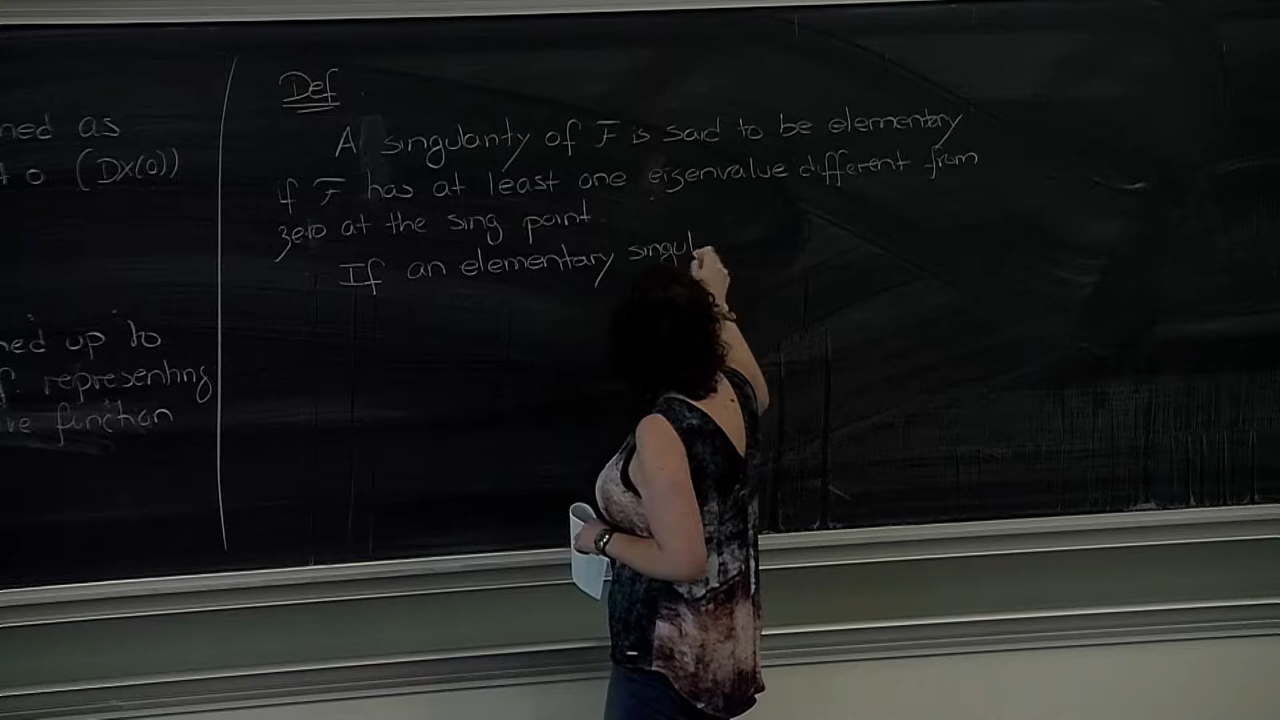 ned as
o (DX(0))
ned up to
f. representing
ve function
Def
A singularity of F is said to be elementary
if F has at least one eigenvalue different from
zero at the sing point.
If an elementary singul